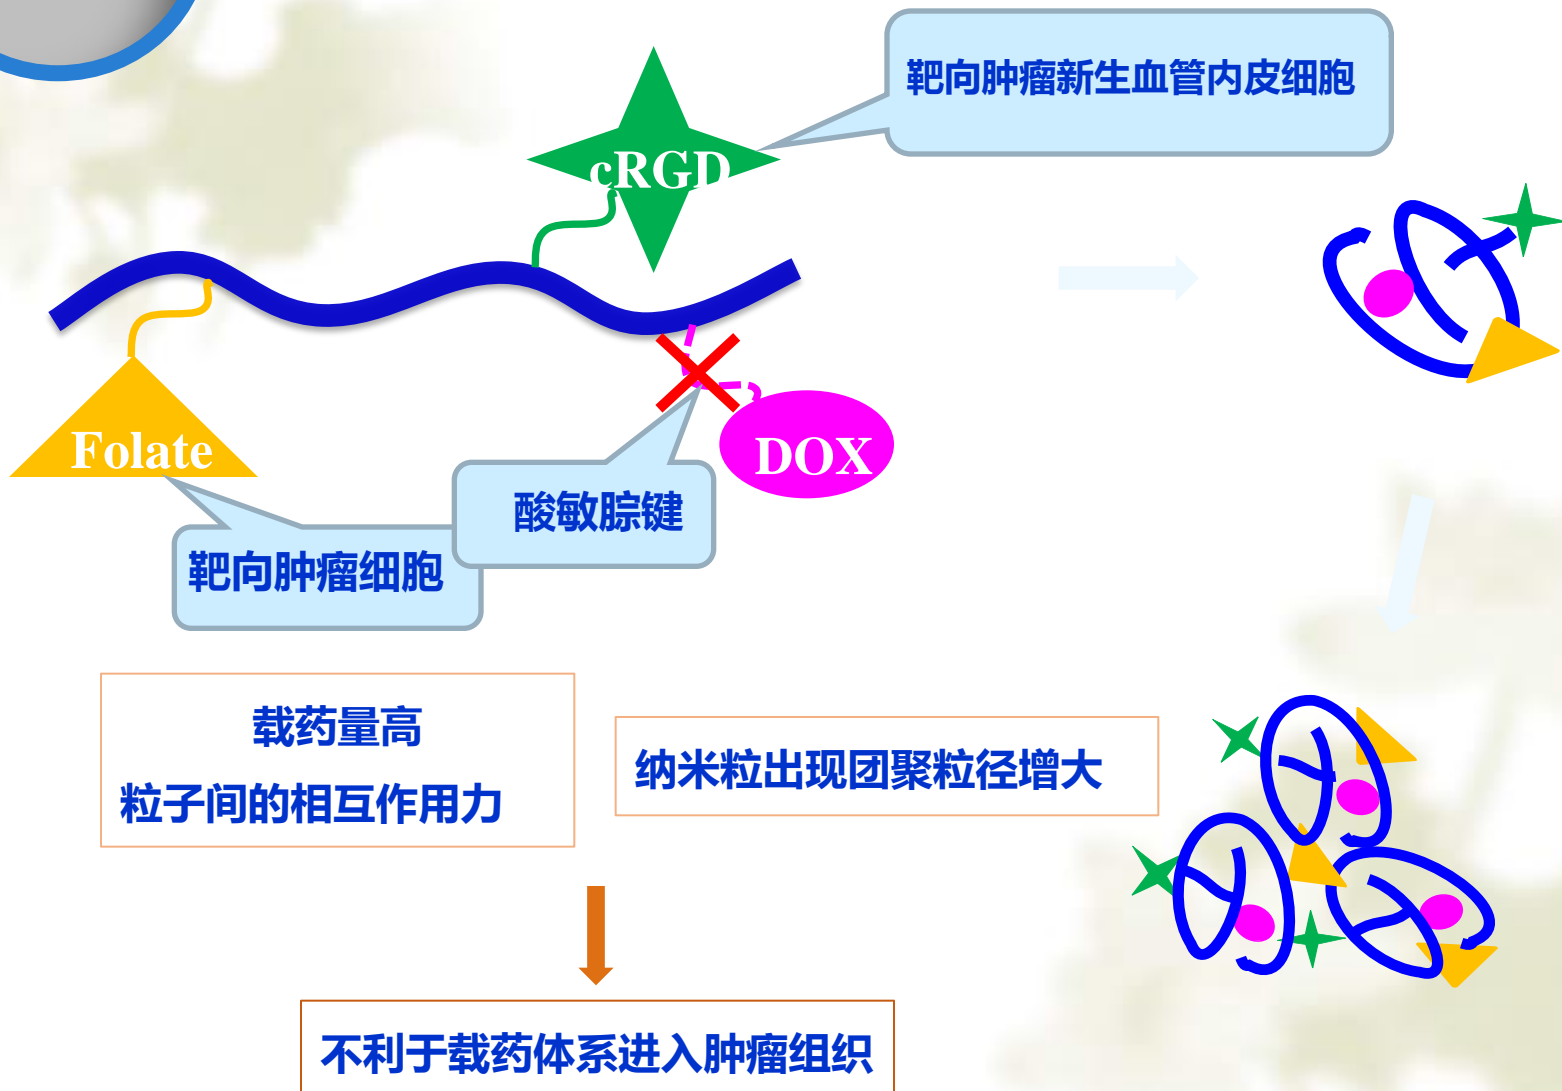 靶向肿瘤新生血管内皮细胞
cRGD
Folate
DOX
酸敏腙键
靶向肿瘤细胞
载药量高
粒子间的相互作用力
纳米粒出现团聚粒径增大
不利于载药体系进入肿瘤组织